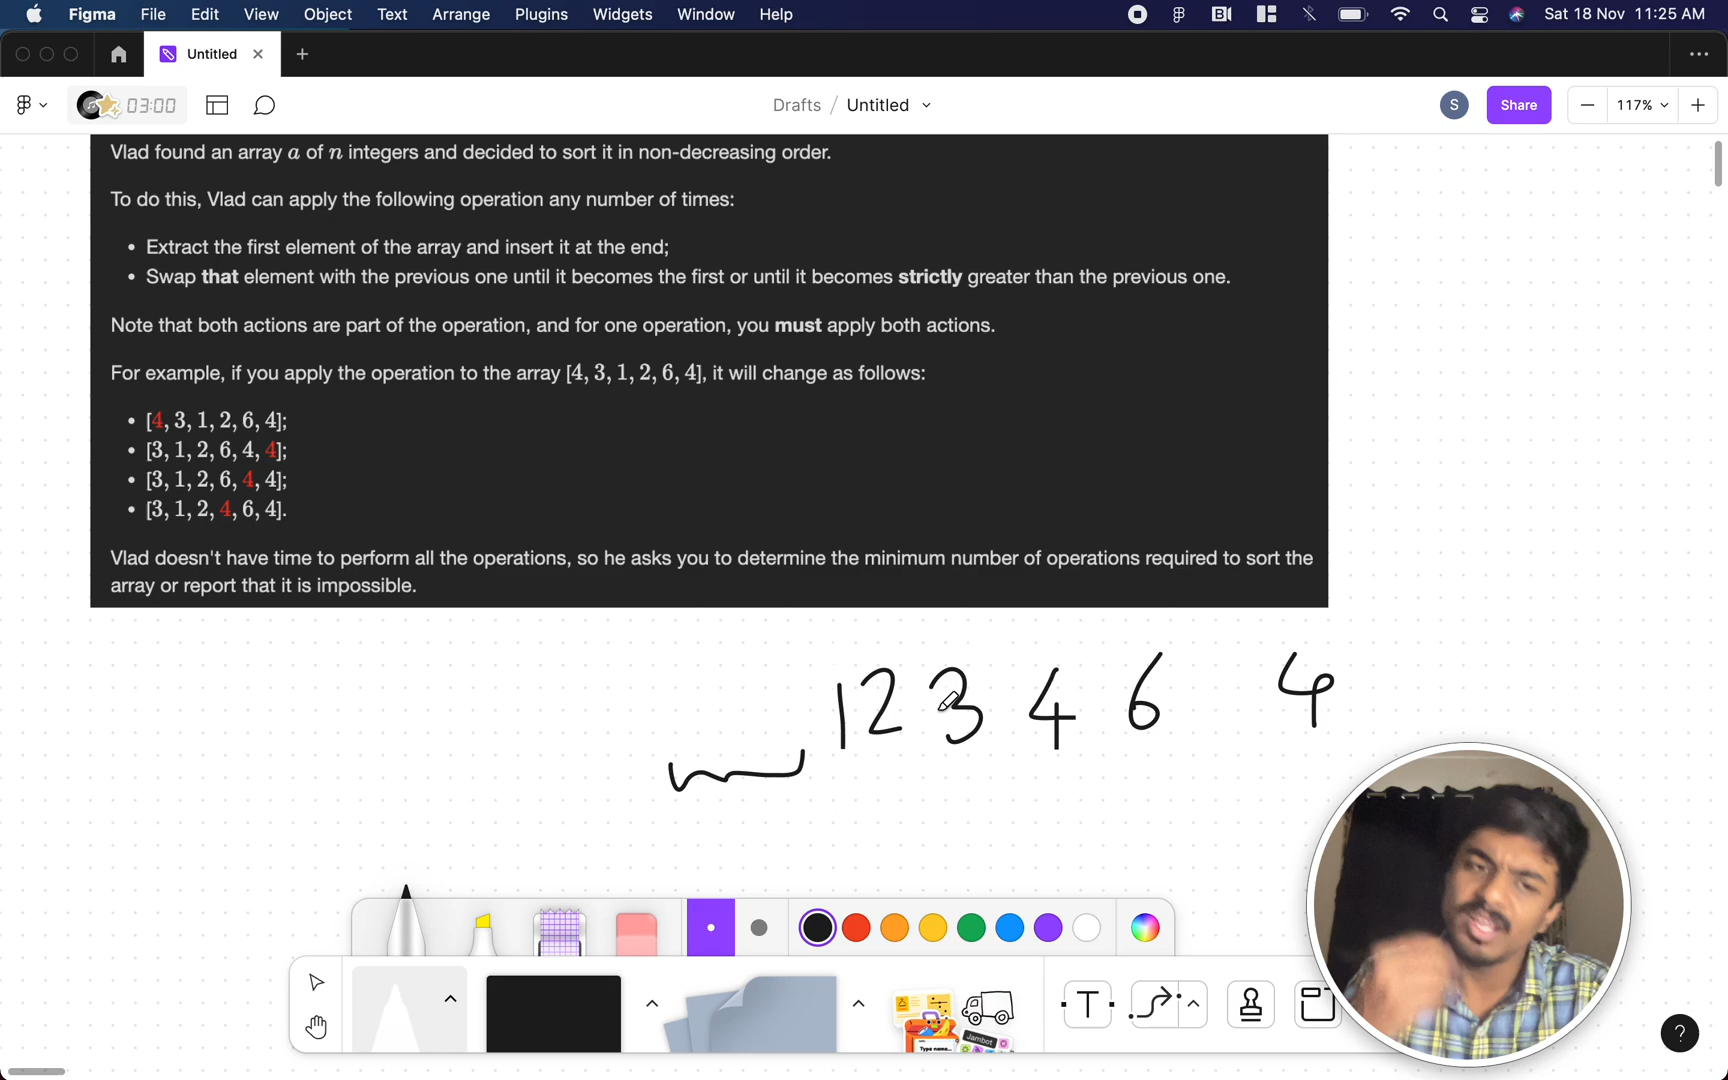 Figma File Edit View Object Text Arrange Plugins Widgets Window Help Sat 18 Nov 11:25 AM
Untitled
03:00 Drafts / Untitled S Share 117%
Vlad found an array a of n integers and decided to sort it in non-decreasing order.
To do this, Vlad can apply the following operation any number of times:
• Extract the first element of the array and insert it at the end;
• Swap that element with the previous one until it becomes the first or until it becomes strictly greater than the previous one.
Note that both actions are part of the operation, and for one operation, you must apply both actions.
For example, if you apply the operation to the array [4, 3, 1, 2, 6, 4], it will change as follows:
• [4, 3, 1, 2, 6, 4];
• [3, 1, 2, 6, 4, 4];
• [3, 1, 2, 6, 4, 4];
• [3, 1, 2, 4, 6, 4].
Vlad doesn't have time to perform all the operations, so he asks you to determine the minimum number of operations required to sort the
array or report that it is impossible.
1 2 3 4 6 4
T
Type name...
Jambot
?